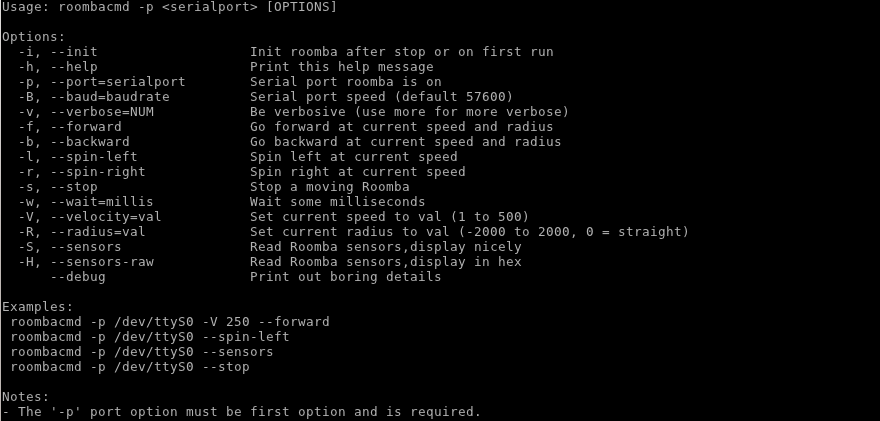 Usage: roombacmd -p <serialport> [OPTIONS]

Options:
  -i, --init                   Init roomba after stop or on first run
  -h, --help                   Print this help message
  -p, --port=serialport        Serial port roomba is on
  -B, --baud=baudrate          Serial port speed (default 57600)
  -v, --verbose=NUM            Be verbosive (use more for more verbose)
  -f, --forward                Go forward at current speed and radius
  -b, --backward               Go backward at current speed and radius
  -l, --spin-left              Spin left at current speed
  -r, --spin-right             Spin right at current speed
  -s, --stop                   Stop a moving Roomba
  -w, --wait=millis            Wait some milliseconds
  -V, --velocity=val           Set current speed to val (1 to 500)
  -R, --radius=val             Set current radius to val (-2000 to 2000, 0 = straight)
  -S, --sensors                Read Roomba sensors,display nicely
  -H, --sensors-raw            Read Roomba sensors,display in hex
      --debug                  Print out boring details

Examples:
 roombacmd -p /dev/ttyS0 -V 250 --forward
 roombacmd -p /dev/ttyS0 --spin-left
 roombacmd -p /dev/ttyS0 --sensors
 roombacmd -p /dev/ttyS0 --stop

Notes:
- The '-p' port option must be first option and is required.